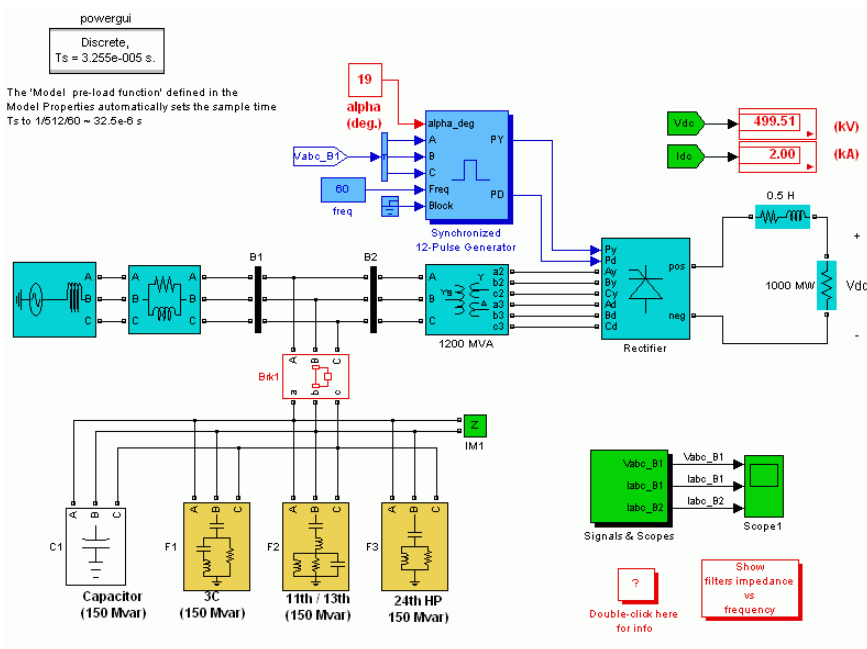 powergui
Discrete,
Ts = 3.255e-005 s.
The 'Model pre-load function' defined in the
Model Properties automatically sets the sample time
Ts to 1/512/60 ~ 32.5e-6 s
19
alpha
(deg.)
Vabc_B1
60
freq
alpha_deg
A
B
C
Freq
Block
PY
PD
Synchronized
12-Pulse Generator
Vdc
499.51
(kV)
Idc
2.00
(kA)
0.5 H
+
1000 MW
Vdc
-
A
B
C
A
B
C
A
B
C
B1
B2
A
B
C
Yg
Y
Δ
a2
b2
c2
a3
b3
c3
1200 MVA
Py
Pd
Ay
By
Cy
Ad
Bd
Cd
pos
neg
Rectifier
A
B
C
Brk1
a
b
c
Z
IM1
A
B
C
C1
Capacitor
(150 Mvar)
A
B
C
F1
3C
(150 Mvar)
A
B
C
F2
11th / 13th
(150 Mvar)
A
B
C
F3
24th HP
150 Mvar)
Vabc_B1
Iabc_B1
Iabc_B2
Vabc_B1
Iabc_B1
Iabc_B2
Signals & Scopes
Scope1
?
Double-click here
for info
Show
filters impedance
vs
frequency